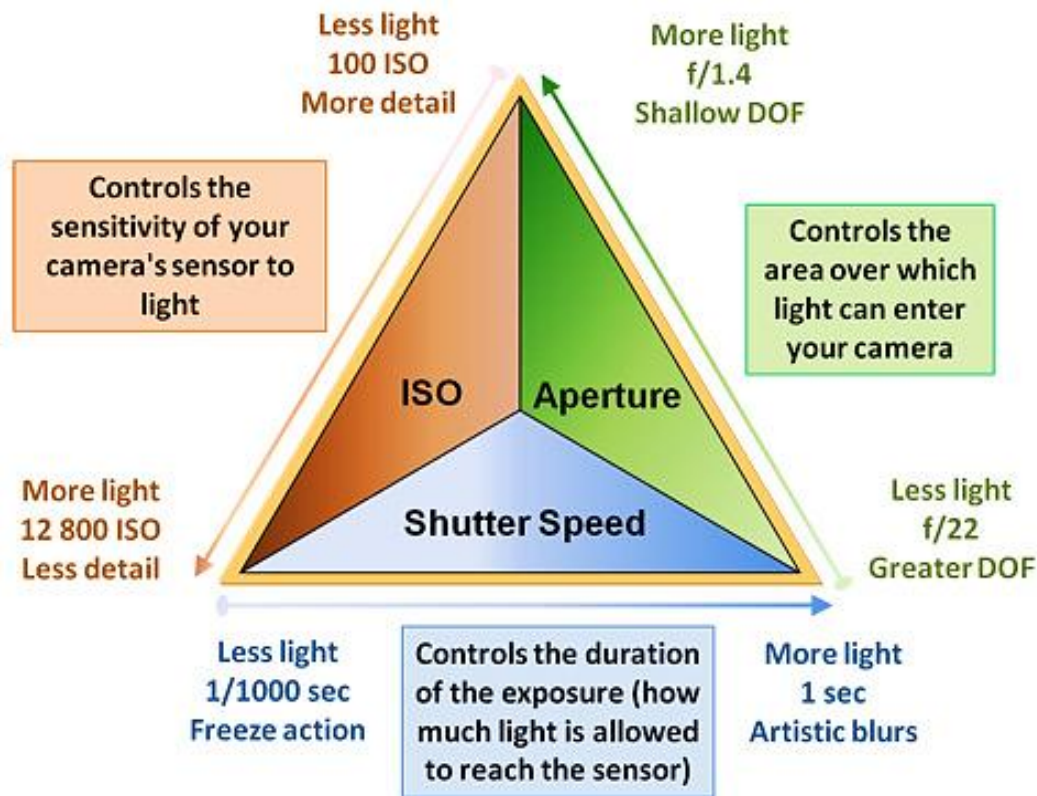 Less light
100 ISO
More detail
More light
f/1.4
Shallow DOF
Controls the
sensitivity of your
camera's sensor to
light
Controls the
area over which
light can enter
your camera
ISO
Aperture
Shutter Speed
More light
12 800 ISO
Less detail
Less light
f/22
Greater DOF
Less light
1/1000 sec
Freeze action
Controls the duration
of the exposure (how
much light is allowed
to reach the sensor)
More light
1 sec
Artistic blurs